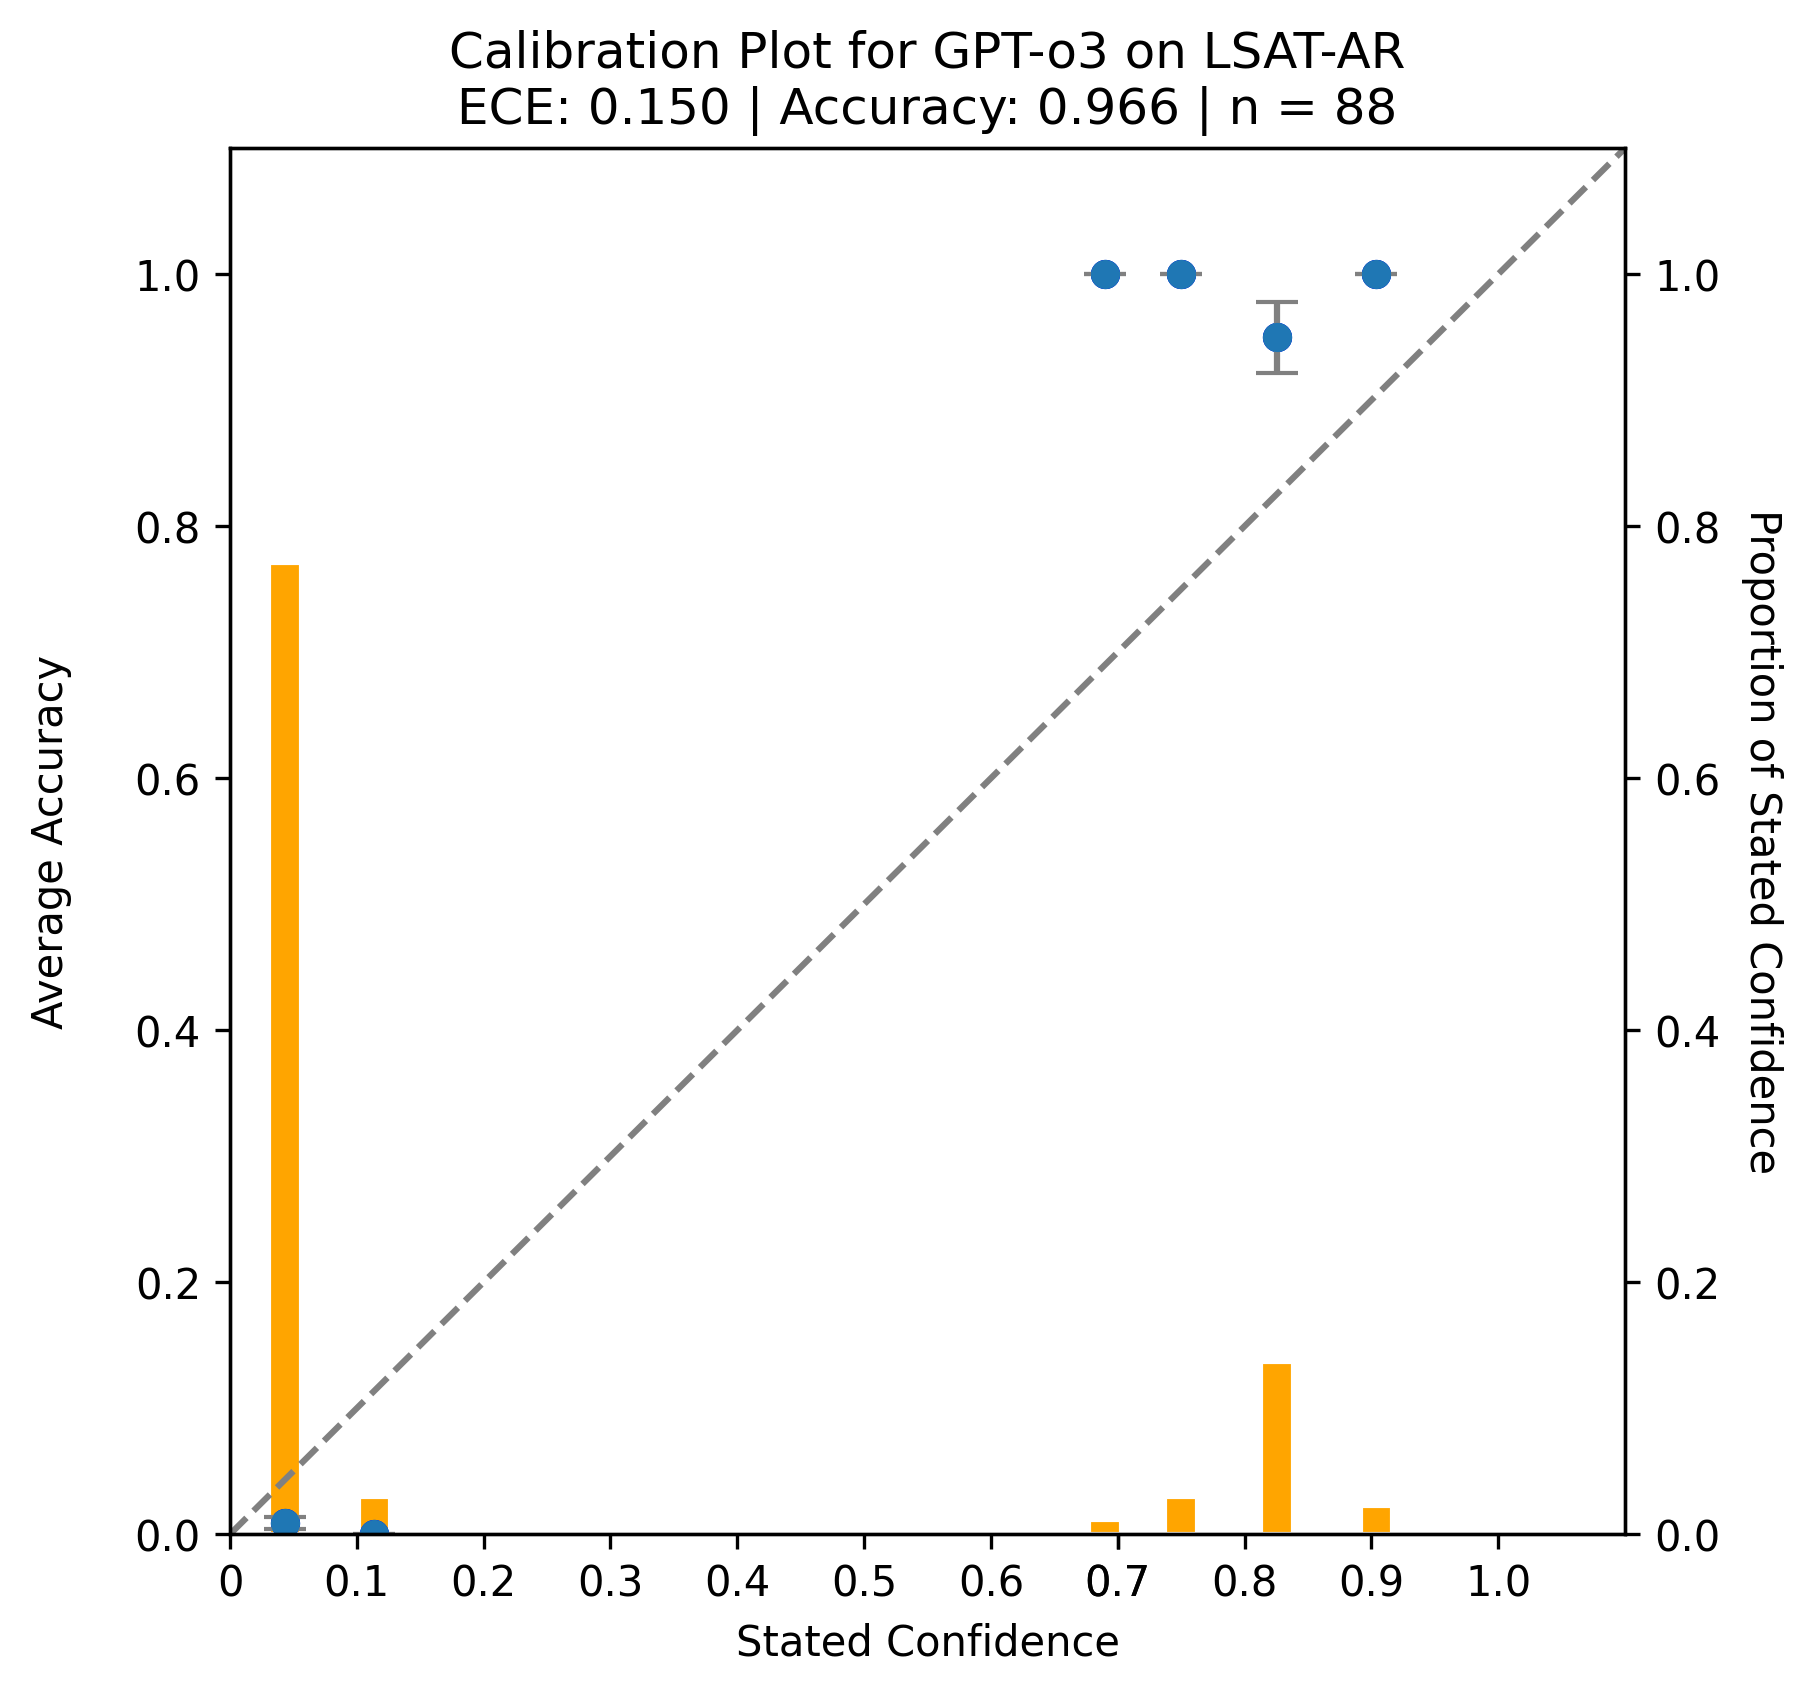 Calibration Plot for GPT-o3 on LSAT-AR
ECE: 0.150 | Accuracy: 0.966 | n = 88
Average Accuracy
1.0
0.8
0.6
0.4
0.2
0.0
1.0
0.8
0.6
0.4
0.2
0.0
Proportion of Stated Confidence
0 0.1 0.2 0.3 0.4 0.5 0.6 0.7 0.8 0.9 1.0
Stated Confidence